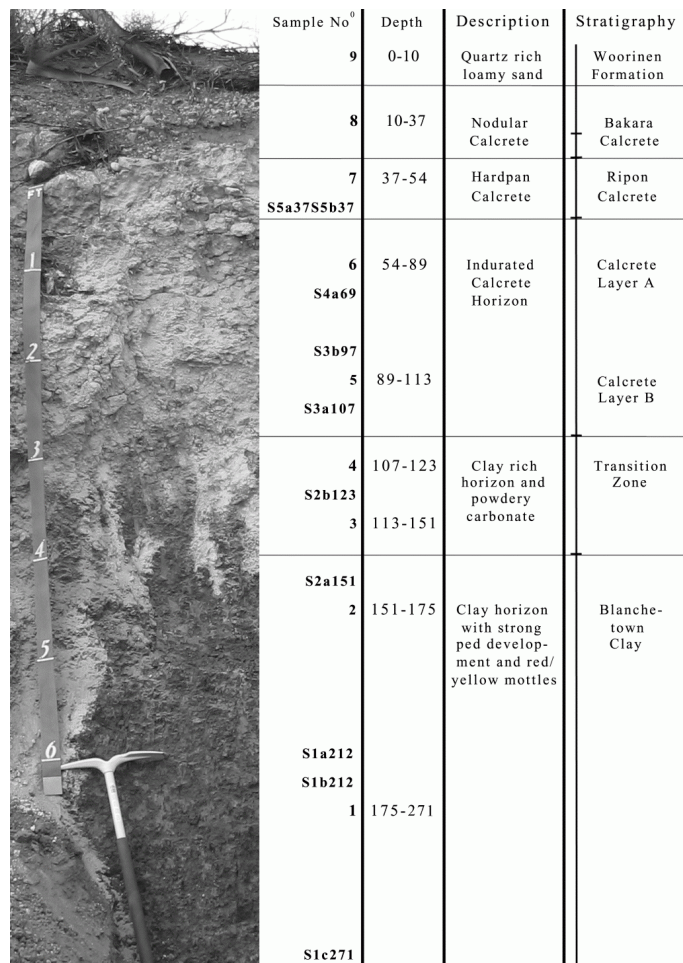 Sample No⁰ Depth Description Stratigraphy
9 0-10 Quartz rich Woorinen
loamy sand Formation
8 10-37 Nodular Bakara
Calcrete Calcrete
7 37-54 Hardpan Ripon
Calcrete Calcrete
S5a37S5b37
FT
1
6 54-89 Indurated Calcrete
Calcrete Layer A
S4a69 Horizon
S3b97
2
5 89-113 Calcrete
Layer B
S3a107
3
4 107-123 Clay rich Transition
horizon and Zone
S2b123 powdery
carbonate
3 113-151
4
S2a151
2 151-175 Clay horizon Blanche-
with strong town
ped develop- Clay
ment and red/
yellow mottles
5
6
S1a212
S1b212
1 175-271
S1c271